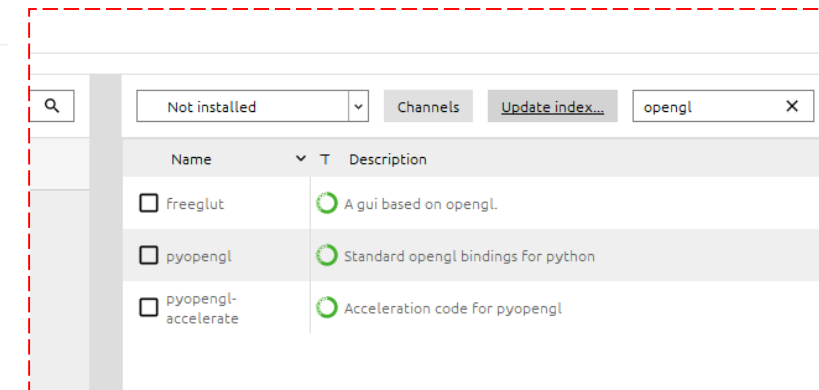 Not installed
Channels
Update index...
opengl
Name
T
Description
freeglut
A gui based on opengl.
pyopengl
Standard opengl bindings for python
pyopengl-
accelerate
Acceleration code for pyopengl